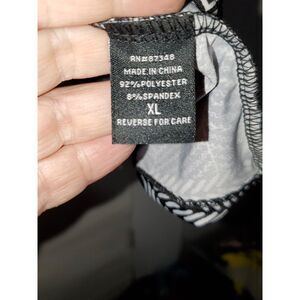 RN#87348
MADE IN CHINA
92% POLYESTER
8% SPANDEX
XL
REVERSE FOR CARE